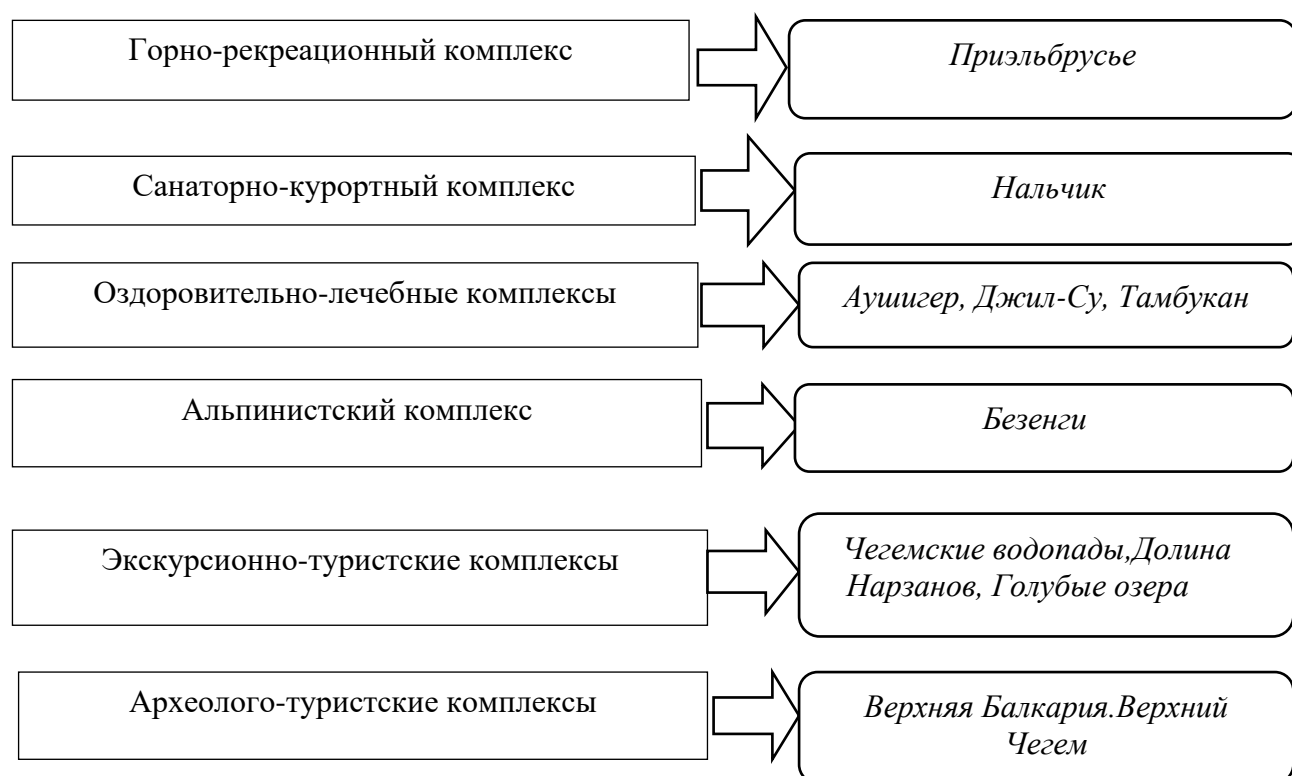 Горно-рекреационный комплекс
Приэльбрусье
Санаторно-курортный комплекс
Нальчик
Оздоровительно-лечебные комплексы
Аушигер, Джил-Су, Тамбукан
Альпинистский комплекс
Безенги
Экскурсионно-туристские комплексы
Чегемские водопады,Долина
Нарзанов, Голубые озера
Археолого-туристские комплексы
Верхняя Балкария.Верхний
Чегем